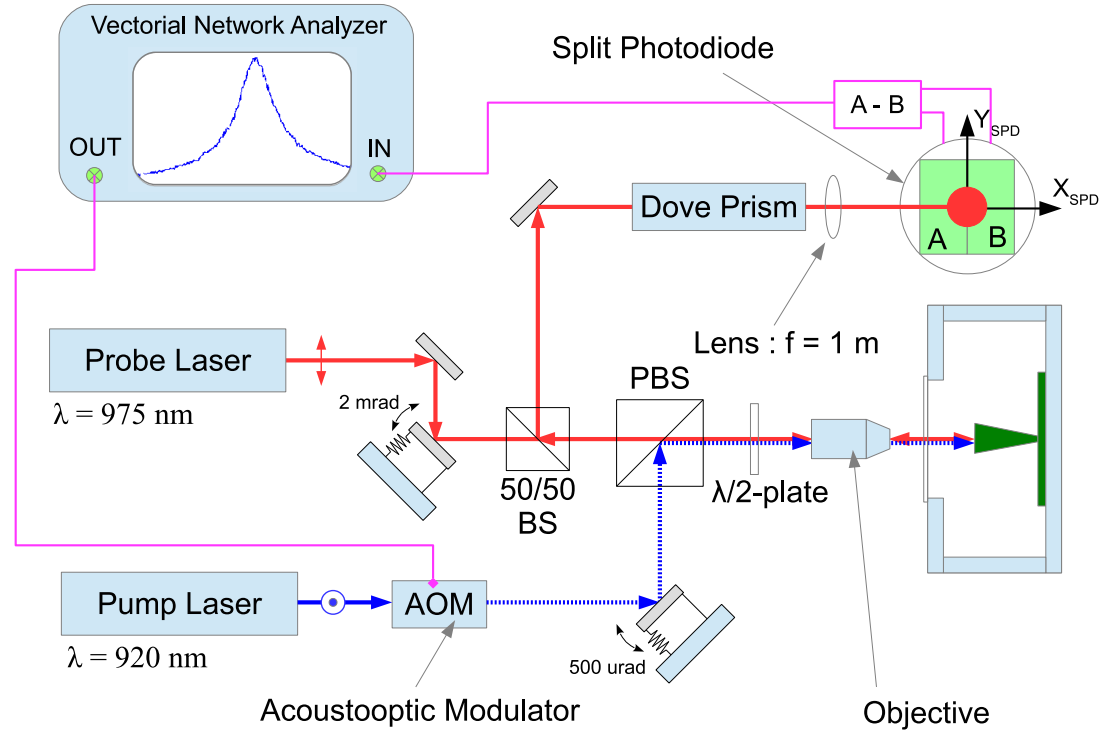 Vectorial Network Analyzer
OUT
IN
Split Photodiode
A - B
Y SPD
X SPD
A
B
Dove Prism
Lens : f = 1 m
Probe Laser
λ = 975 nm
2 mrad
50/50
BS
PBS
λ/2-plate
Pump Laser
λ = 920 nm
AOM
500 urad
Acoustooptic Modulator
Objective